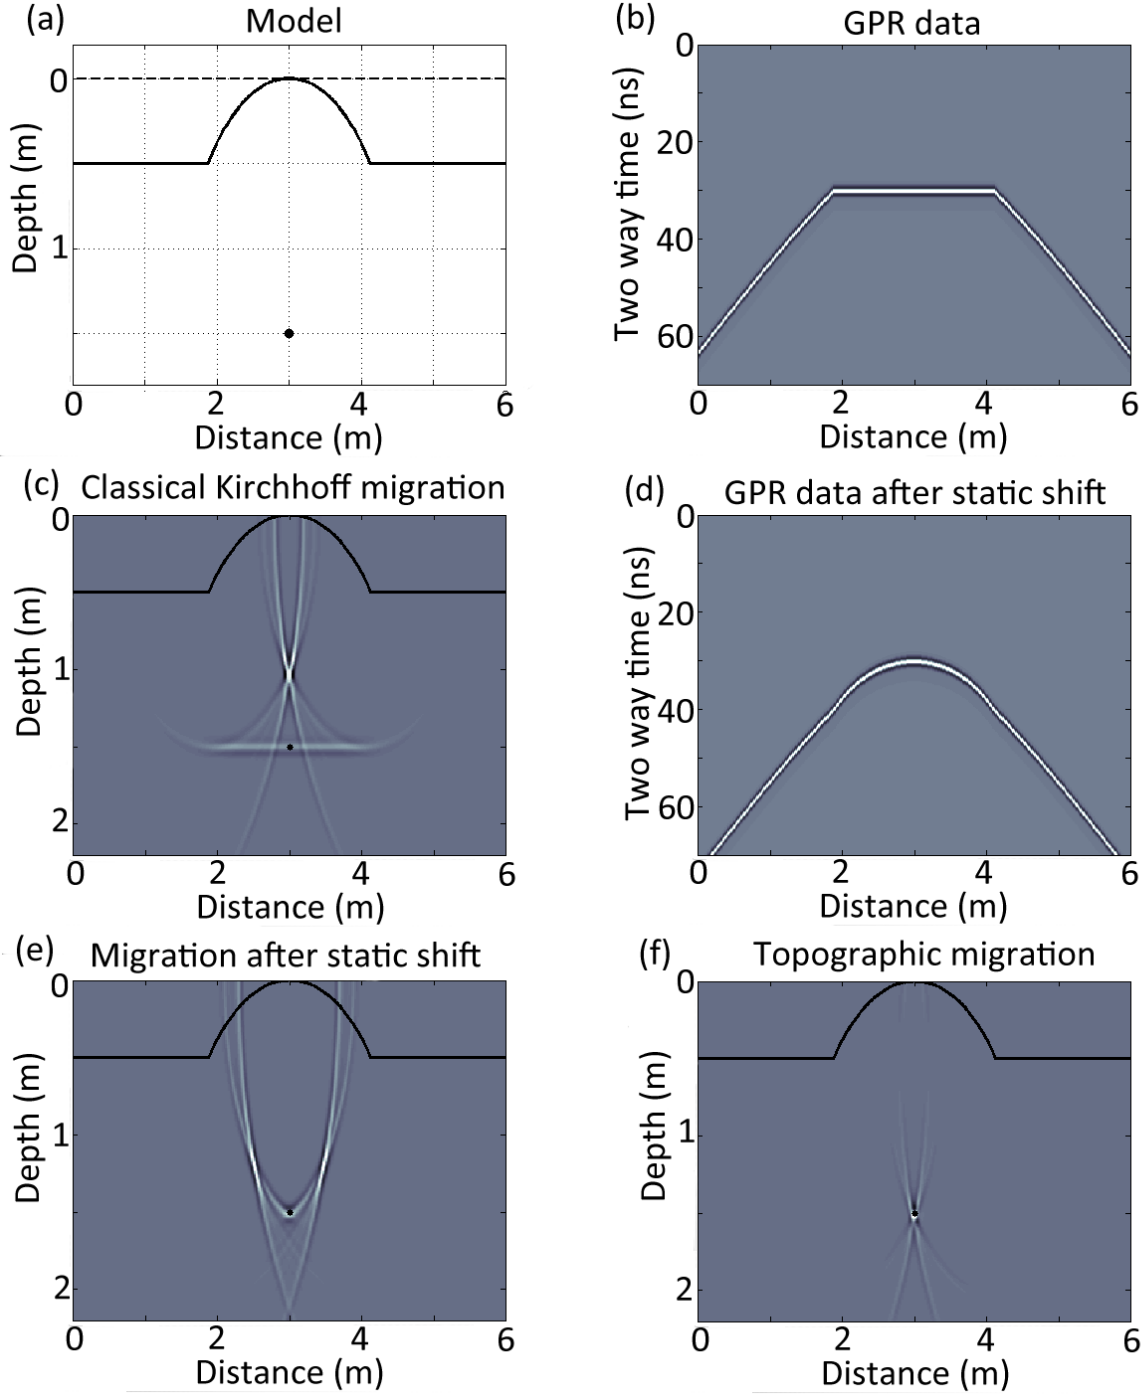 (a) Model
0
1
Depth (m)
0 2 4 6
Distance (m)
(b) GPR data
0
20
40
60
Two way time (ns)
0 2 4 6
Distance (m)
(c) Classical Kirchhoff migration
0
1
2
Depth (m)
0 2 4 6
Distance (m)
(d) GPR data after static shift
0
20
40
60
Two way time (ns)
0 2 4 6
Distance (m)
(e) Migration after static shift
0
1
2
Depth (m)
0 2 4 6
Distance (m)
(f) Topographic migration
0
1
2
Depth (m)
0 2 4 6
Distance (m)